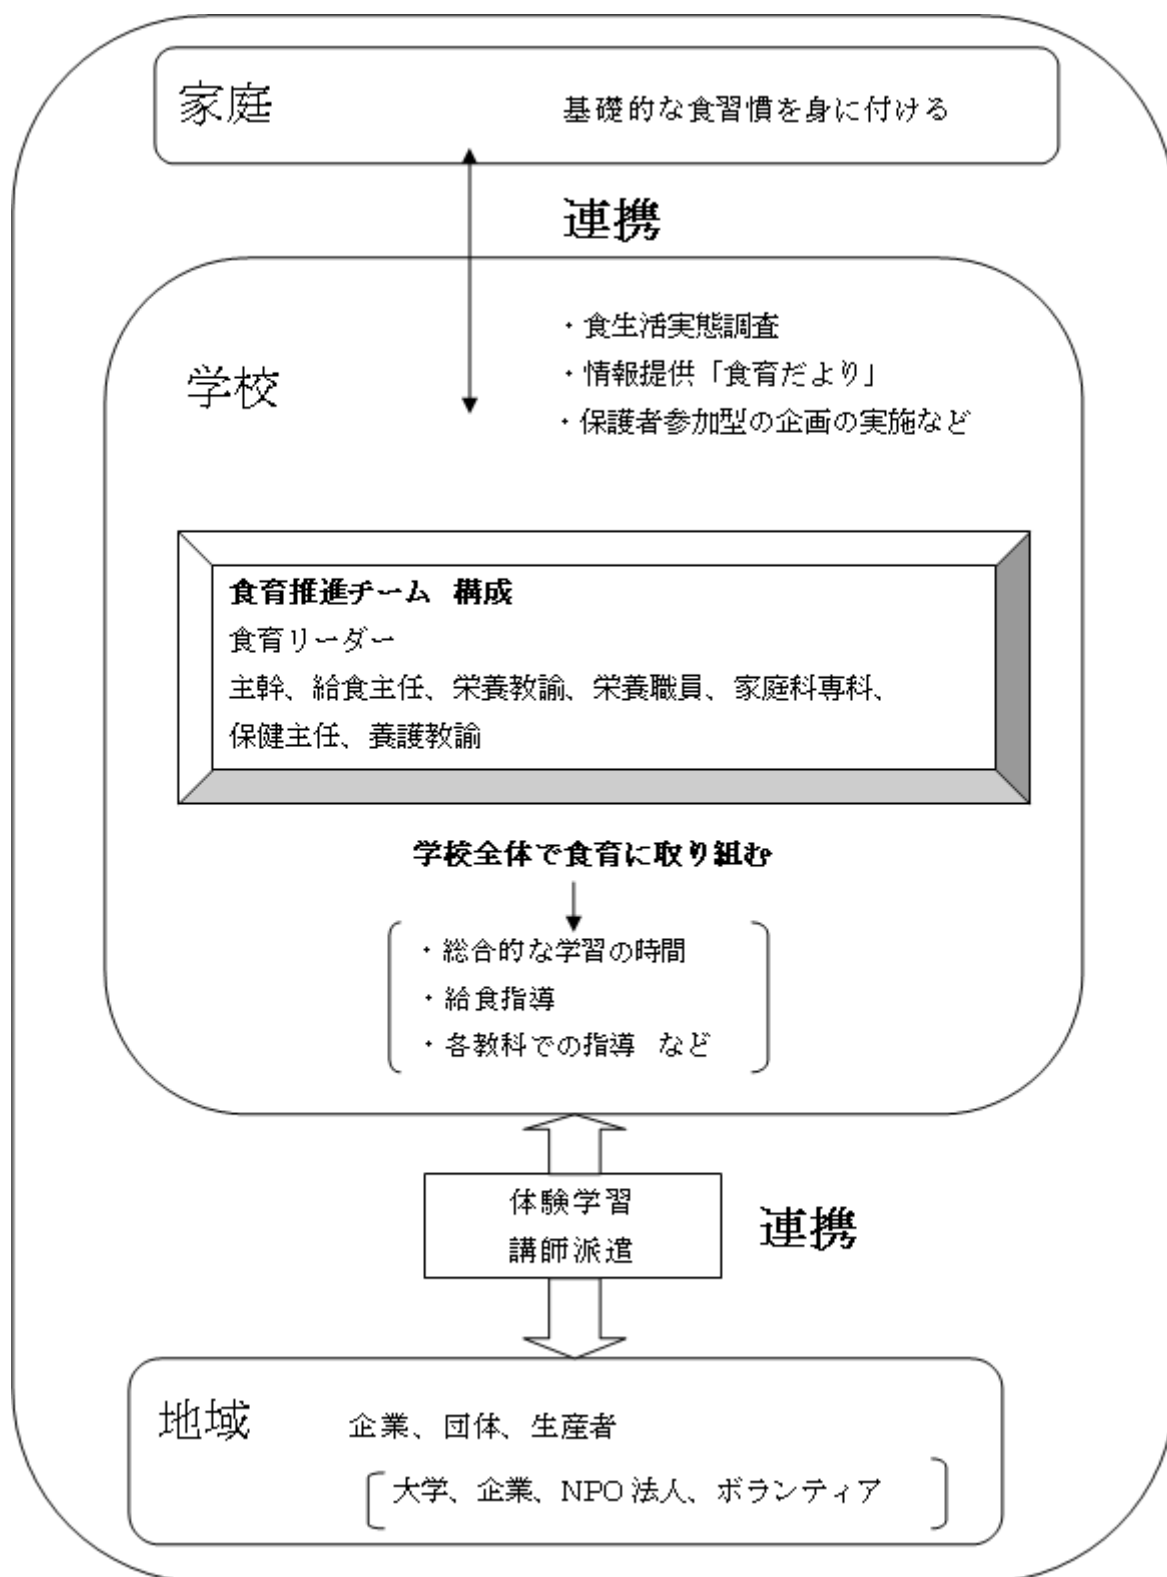 家庭 基礎的な食習慣を身に付ける
連携
・食生活実態調査
学校
・情報提供「食育だより」
・保護者参加型の企画の実施など
食育推進チーム 構成
食育リーダー
主幹、給食主任、栄養教諭、栄養職員、家庭科専科、
保健主任、養護教諭
学校全体で食育に取り組む
・総合的な学習の時間
・給食指導
・各教科での指導 など
体験学習
講師派遣
連携
地域 企業、団体、生産者
大学、企業、NPO法人、ボランティア